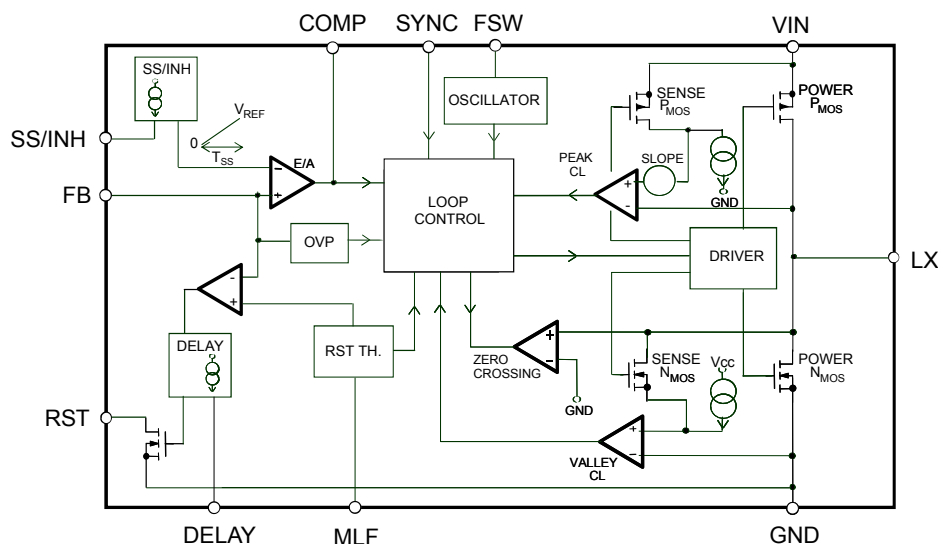 COMP SYNC FSW VIN
SS/INH
OSCILLATOR
SENSE
PMOS
POWER
PMOS
VREF
0
TSS
SS/INH
E/A
−
+
PEAK
CL
SLOPE
+
-
GND
FB
LOOP
CONTROL
OVP
DRIVER
LX
-
+
DELAY
RST TH.
ZERO
CROSSING
+
−
GND
SENSE
NMOS
VCC
POWER
NMOS
RST
+
−
VALLEY
CL
DELAY MLF GND